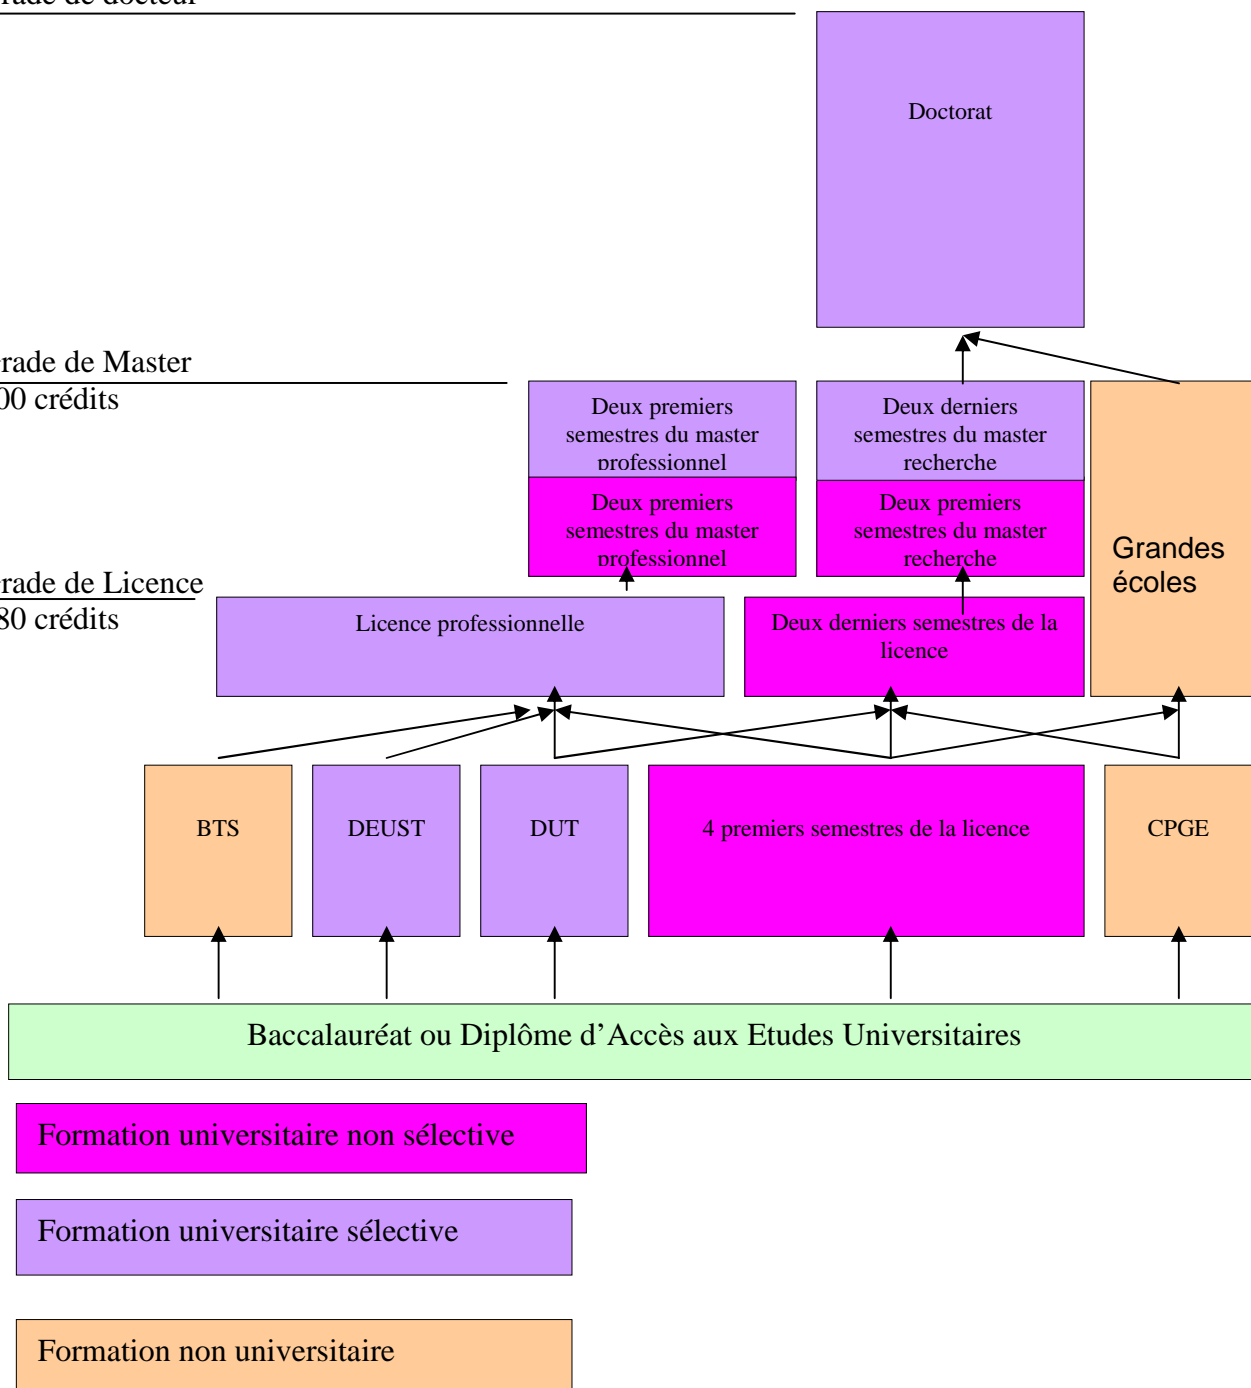 rade de docteur
Doctorat
rade de Master
00 crédits
Deux premiers
semestres du master
professionnel
Deux derniers
semestres du master
recherche
Deux premiers
semestres du master
professionnel
Deux premiers
semestres du master
recherche
Grandes
écoles
rade de Licence
80 crédits
Licence professionnelle
Deux derniers semestres de la
licence
BTS
DEUST
DUT
4 premiers semestres de la licence
CPGE
Baccalauréat ou Diplôme d’Accès aux Etudes Universitaires
Formation universitaire non sélective
Formation universitaire sélective
Formation non universitaire